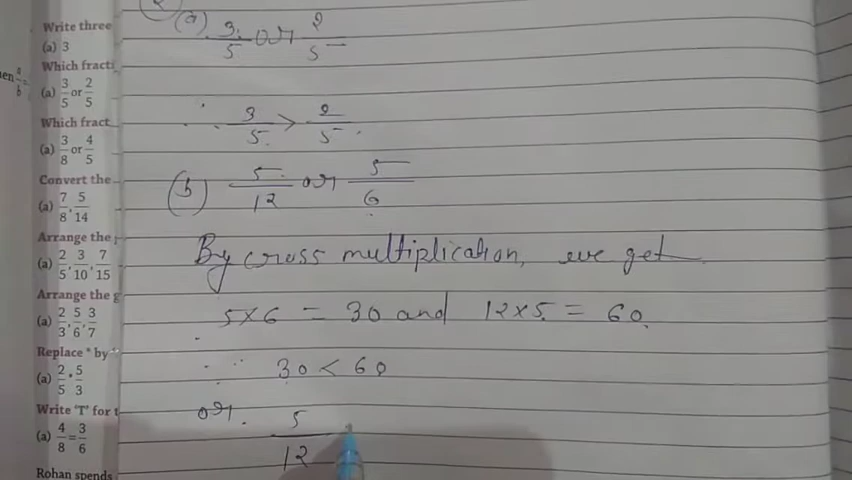 Write three
(a) 3
Which fract
(a) 3/5 or 2/5
Which fract
(a) 3/8 or 4/5
Convert the
(a) 7/8, 5/14
Arrange the
(a) 2/5, 3/10, 7/15
Arrange the g
(a) 2/3, 5/6, 3/7
Replace * by
(a) 2/5 * 5/3
Write 'T' for t
(a) 4/8 = 3/6
Rohan spends
(a) 3/5 or 2/5
∴ 3/5 > 2/5.
(b) 5/12 or 5/6
By cross multiplication, we get
5×6 = 30 and 12×5 = 60
∴ 30 < 60
or. 5/12